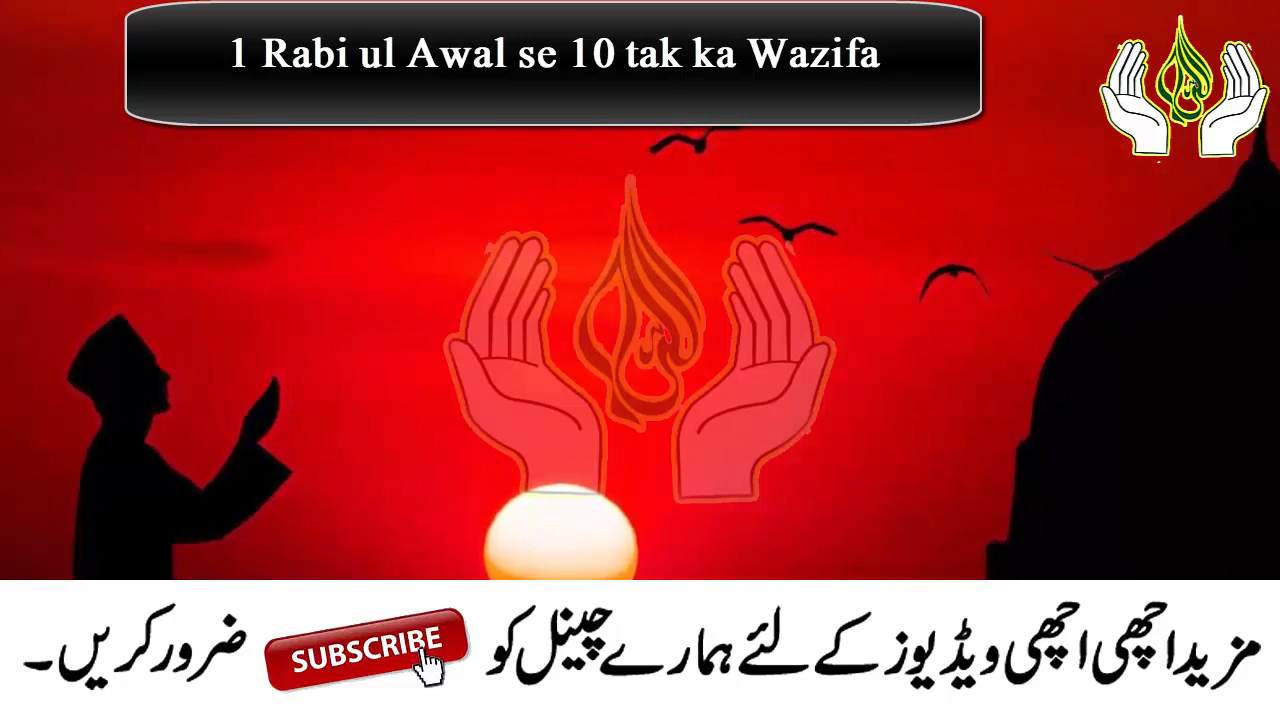 1 Rabi ul Awal se 10 tak ka Wazifa
مزید اچھی اچھی ویڈیوز کے لئے ہمارے چینل کو SUBSCRIBE ضرور کریں۔